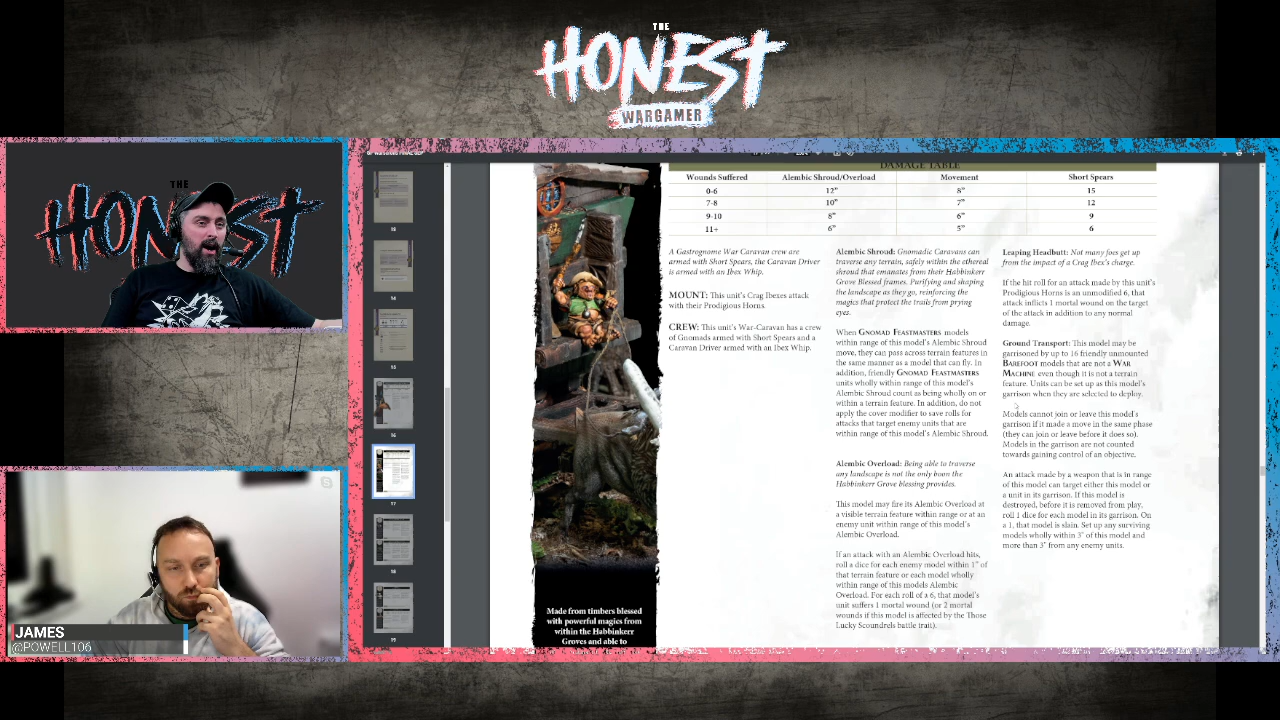 THE
HONEST
WARGAMER
THE
HONEST
JAMES
@POWELL106
14
15
16
17
18
19
DAMAGE TABLE
Wounds Suffered Alembic Shroud/Overload Movement Short Spears
0-6 12” 8” 15
7-8 10” 7” 12
9-10 8” 6” 9
11+ 6” 5” 6
A Gastrognome War Caravan crew are
armed with Short Spears, the Caravan Driver
is armed with an Ibex Whip.
MOUNT: This unit's Crag Ibexes attack
with their Prodigious Horns.
CREW: This unit's War-Caravan has a crew
of Gnomads armed with Short Spears and a
Caravan Driver armed with an Ibex Whip.
Alembic Shroud: Gnomadic Caravans can
traverse any terrain, safely within the ethereal
shroud that emanates from their Habbinkerr
Grove Blessed frames. Purifying and shaping
the landscape as they go, reinforcing the
magics that protect the trails from prying
eyes.
When GNOMAD FEASTMASTERS models
within range of this model's Alembic Shroud
move, they can pass across terrain features in
the same manner as a model that can fly. In
addition, friendly GNOMAD FEASTMASTERS
units wholly within range of this model's
Alembic Shroud count as being wholly on or
within a terrain feature. In addition, do not
apply the cover modifier to save rolls for
attacks that target enemy units that are
within range of this model's Alembic Shroud.
Alembic Overload: Being able to traverse
any landscape is not the only boon the
Habbinkerr Grove blessing provides.
This model may fire its Alembic Overload at
a visible terrain feature within range or at an
enemy unit within range of this model's
Alembic Overload.
If an attack with an Alembic Overload hits,
roll a dice for each enemy model within 1” of
that terrain feature or each model wholly
within range of this models Alembic
Overload. For each roll of a 6, that model's
unit suffers 1 mortal wound (or 2 mortal
wounds if this model is affected by the Those
Lucky Scoundrels battle trait).
Leaping Headbutt: Not many foes get up
from the impact of a Crag Ibex's charge.
If the hit roll for an attack made by this unit's
Prodigious Horns is an unmodified 6, that
attack inflicts 1 mortal wound on the target
of the attack in addition to any normal
damage.
Ground Transport: This model may be
garrisoned by up to 16 friendly unmounted
BAREFOOT models that are not a WAR
MACHINE even though it is not a terrain
feature. Units can be set up as this model's
garrison when they are selected to deploy.
Models cannot join or leave this model's
garrison if it made a move in the same phase
(they can join or leave before it does so).
Models in the garrison are not counted
towards gaining control of an objective.
An attack made by a weapon that is in range
of this model can target either this model or
a unit in its garrison. If this model is
destroyed, before it is removed from play,
roll 1 dice for each model in its garrison. On
a 1, that model is slain. Set up any surviving
models wholly within 3” of this model and
more than 3” from any enemy units.
Made from timbers blessed
with powerful magics from
within the Habbinkerr
Groves and able to